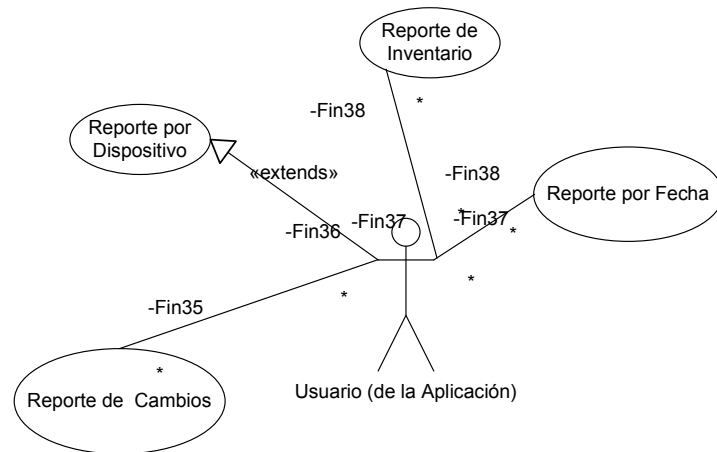 Reporte de
Inventario
-Fin38
*
Reporte por
Dispositivo
«extends»
-Fin38
Reporte por Fecha
-Fin36
-Fin37
*
-Fin37
*
*
*
-Fin35
*
Reporte de  Cambios
Usuario (de la Aplicación)